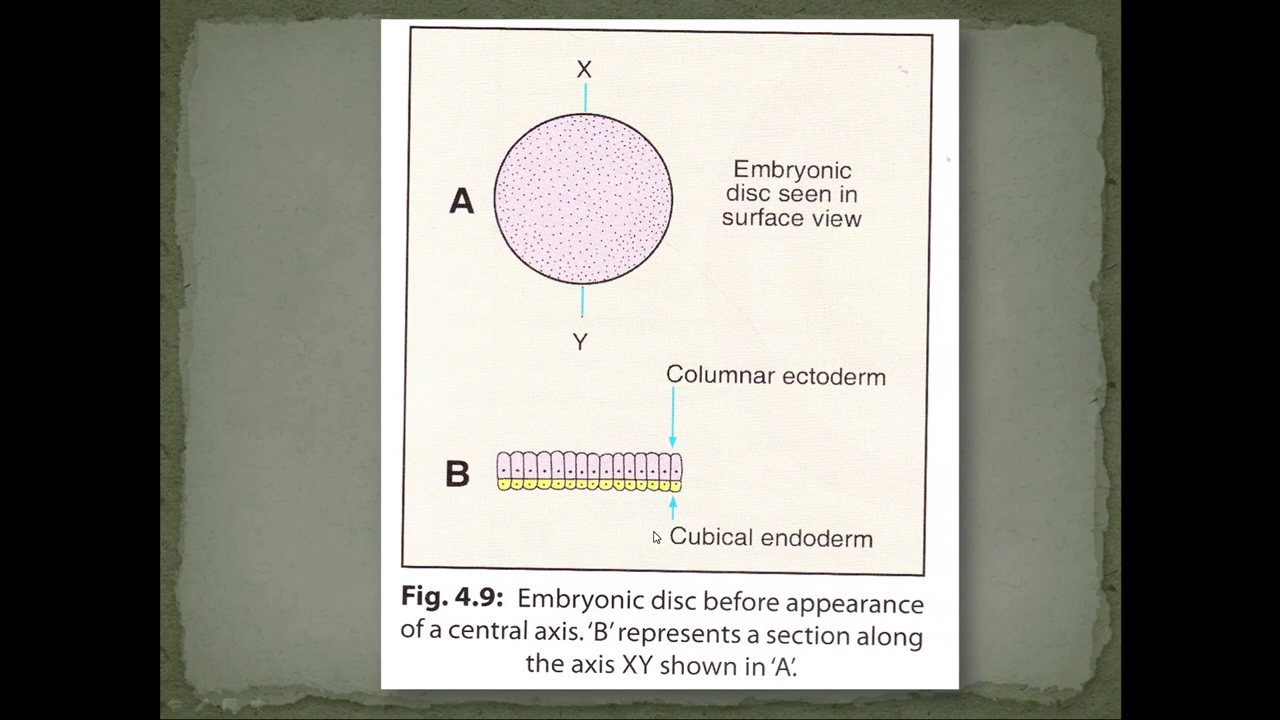 X
A
Embryonic
disc seen in
surface view
Y
Columnar ectoderm
B
Cubical endoderm
Fig. 4.9: Embryonic disc before appearance
of a central axis. ‘B’ represents a section along
the axis XY shown in ‘A’.